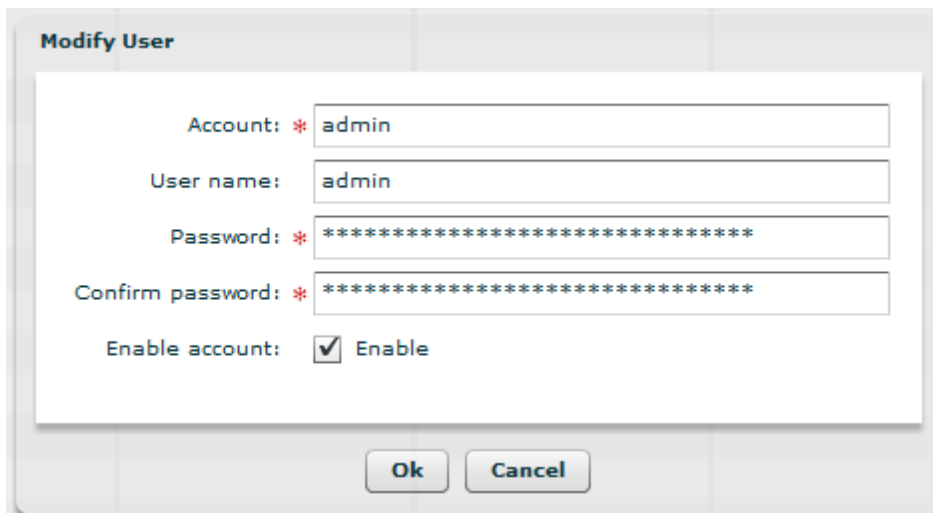 Modify User
Account: * admin
User name: admin
Password: * *******************************
Confirm password: * *******************************
Enable account: Enable
Ok Cancel